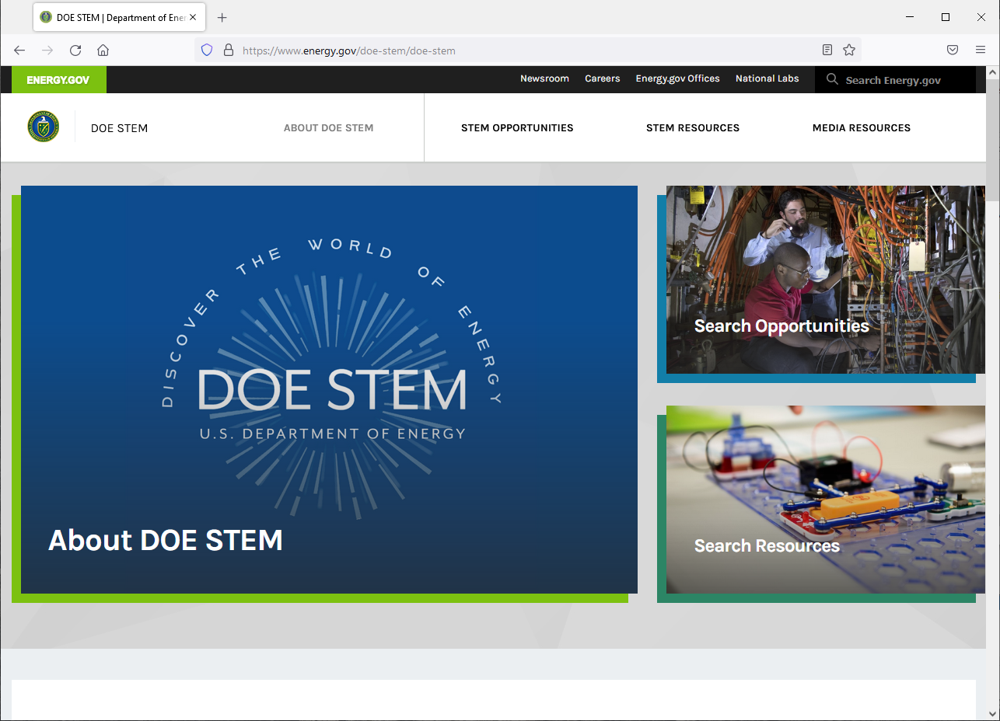 DOE STEM | Department of Ener
https://www.energy.gov/doe-stem/doe-stem
ENERGY.GOV
Newsroom Careers Energy.gov Offices National Labs Search Energy.gov
DOE STEM ABOUT DOE STEM STEM OPPORTUNITIES STEM RESOURCES MEDIA RESOURCES
DISCOVER THE WORLD OF ENERGY
DOE STEM
U.S. DEPARTMENT OF ENERGY
About DOE STEM
Search Opportunities
Search Resources